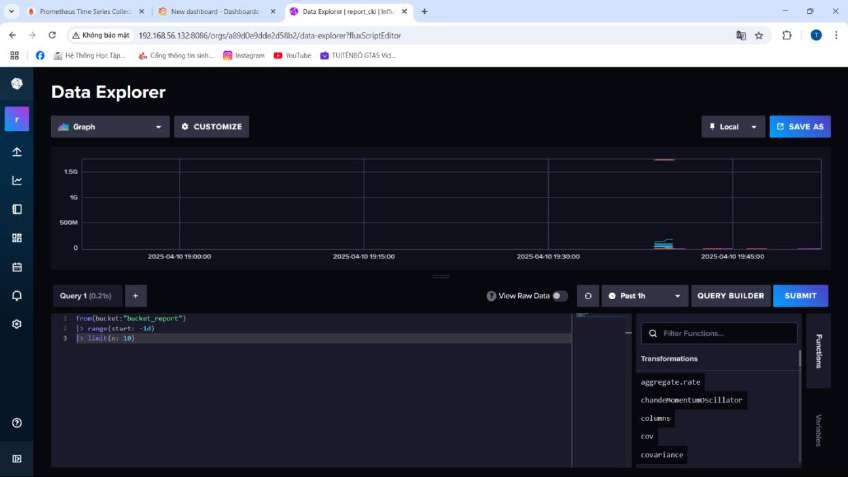 Prometheus Time Series Collec
New dashboard - Dashboards -
Data Explorer | report_cki | Infl
Không bảo mật
192.168.56.132:8086/orgs/a89d0e9dde2d58b2/data-explorer?fluxScriptEditor
T
Hệ Thống Học Tập...
Cổng thông tin sinh...
Instagram
YouTube
TUITENBO GTAS Vid...
r
Data Explorer
Graph
CUSTOMIZE
Local
SAVE AS
1.5G
1G
500M
0
2025-04-10 19:00:00
2025-04-10 19:15:00
2025-04-10 19:30:00
2025-04-10 19:45:00
Query 1 (0.21s)
+
View Raw Data
Past 1h
QUERY BUILDER
SUBMIT
1 from(bucket:"bucket_report")
2 |> range(start: -1d)
3 |> limit(n: 10)
Filter Functions...
Transformations
aggregate.rate
chandeMomentumOscillator
columns
cov
covariance
Functions
Variables